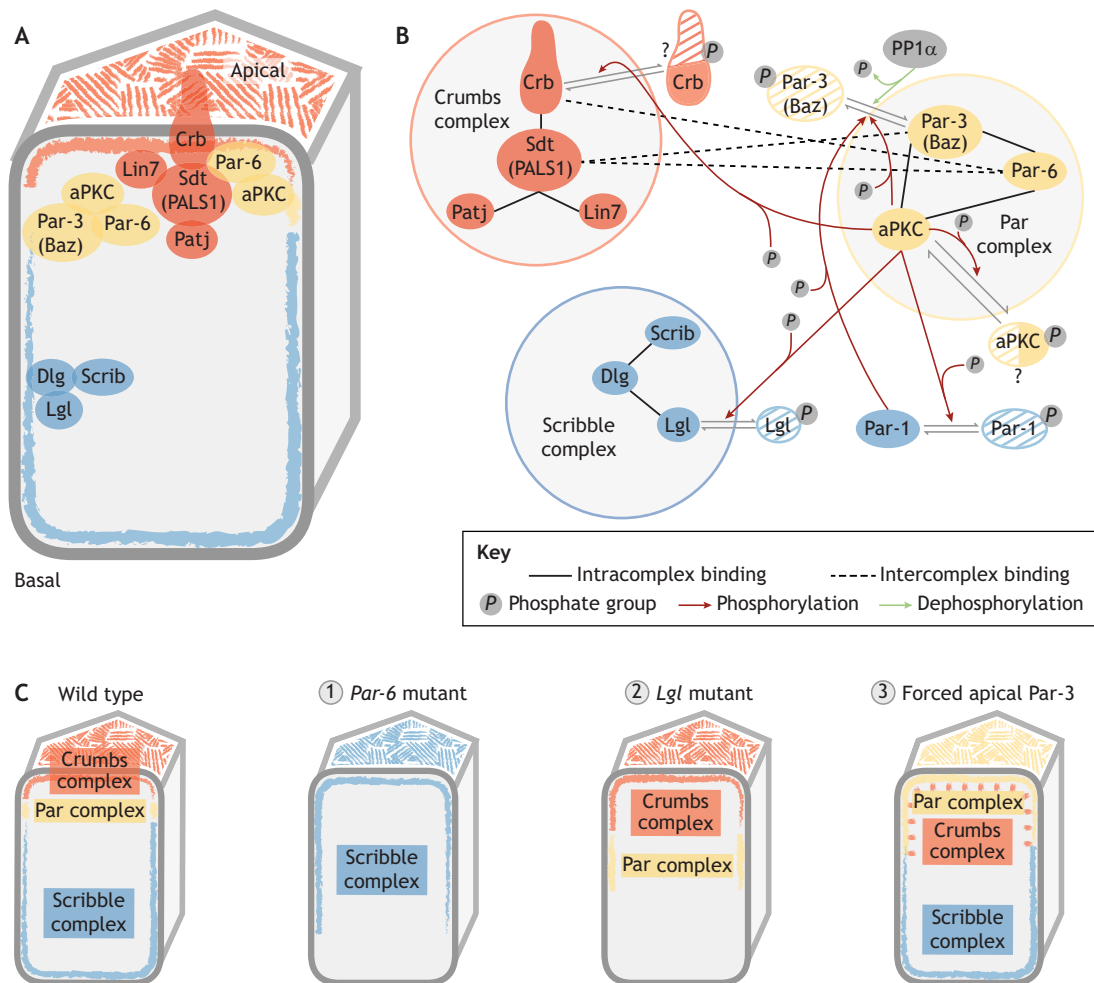 A
Apical
Crb
Lin7
Par-6
Sdt
(PALS1)
aPKC
aPKC
Par-3
(Baz)
Par-6
Patj
Dlg
Scrib
Lgl
Basal
B
Crumbs
complex
Crb
?
P
Crb
Sdt
(PALS1)
Patj
Lin7
P
Par-3
(Baz)
P
PP1α
Par-3
(Baz)
Par-6
P
aPKC
P
Par
complex
P
P
P
aPKC
P
?
P
Scrib
Dlg
Lgl
Scribble
complex
Lgl
P
Par-1
Par-1
P
Key
Intracomplex binding
Intercomplex binding
P Phosphate group
Phosphorylation
Dephosphorylation
C
Wild type
Crumbs
complex
Par complex
Scribble
complex
1 Par-6 mutant
Scribble
complex
2 Lgl mutant
Crumbs
complex
Par complex
3 Forced apical Par-3
Par complex
Crumbs
complex
Scribble
complex